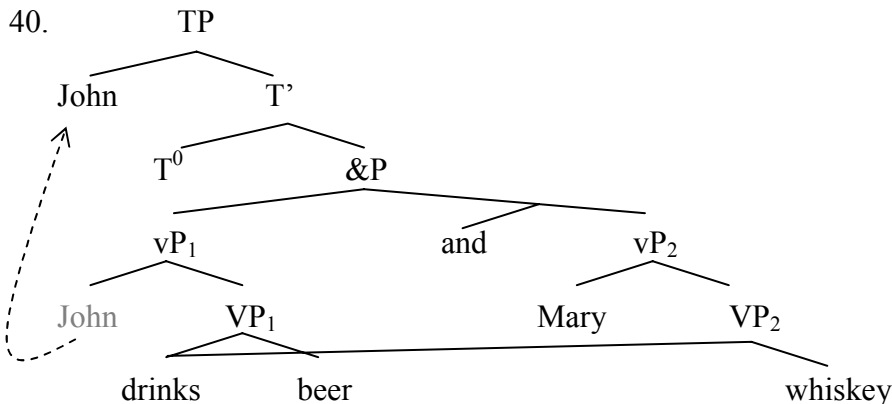 40. TP
John T’
T⁰ &P
vP₁ and vP₂
John VP₁ Mary VP₂
drinks beer whiskey